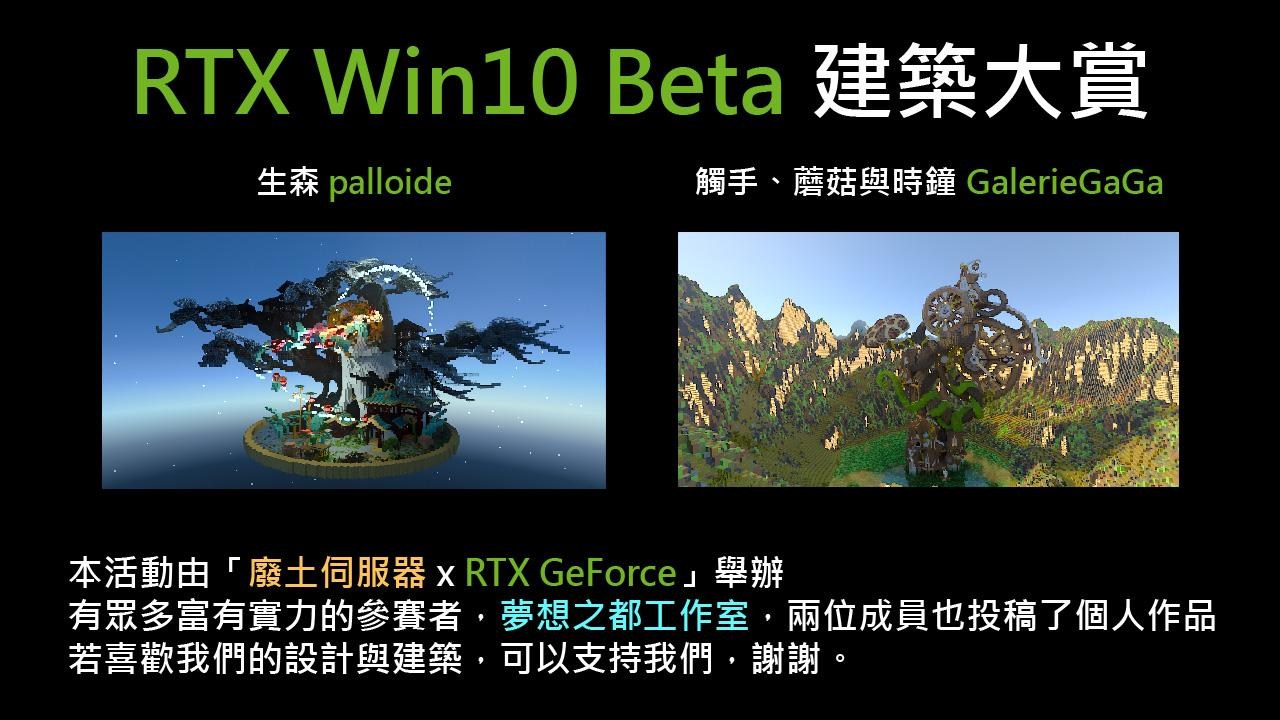 RTX Win10 Beta 建築大賞
生森 palloide
觸手、蘑菇與時鐘 GalerieGaGa
本活動由「廢土伺服器 x RTX GeForce」舉辦
有眾多富有實力的參賽者，夢想之都工作室，兩位成員也投稿了個人作品
若喜歡我們的設計與建築，可以支持我們，謝謝。